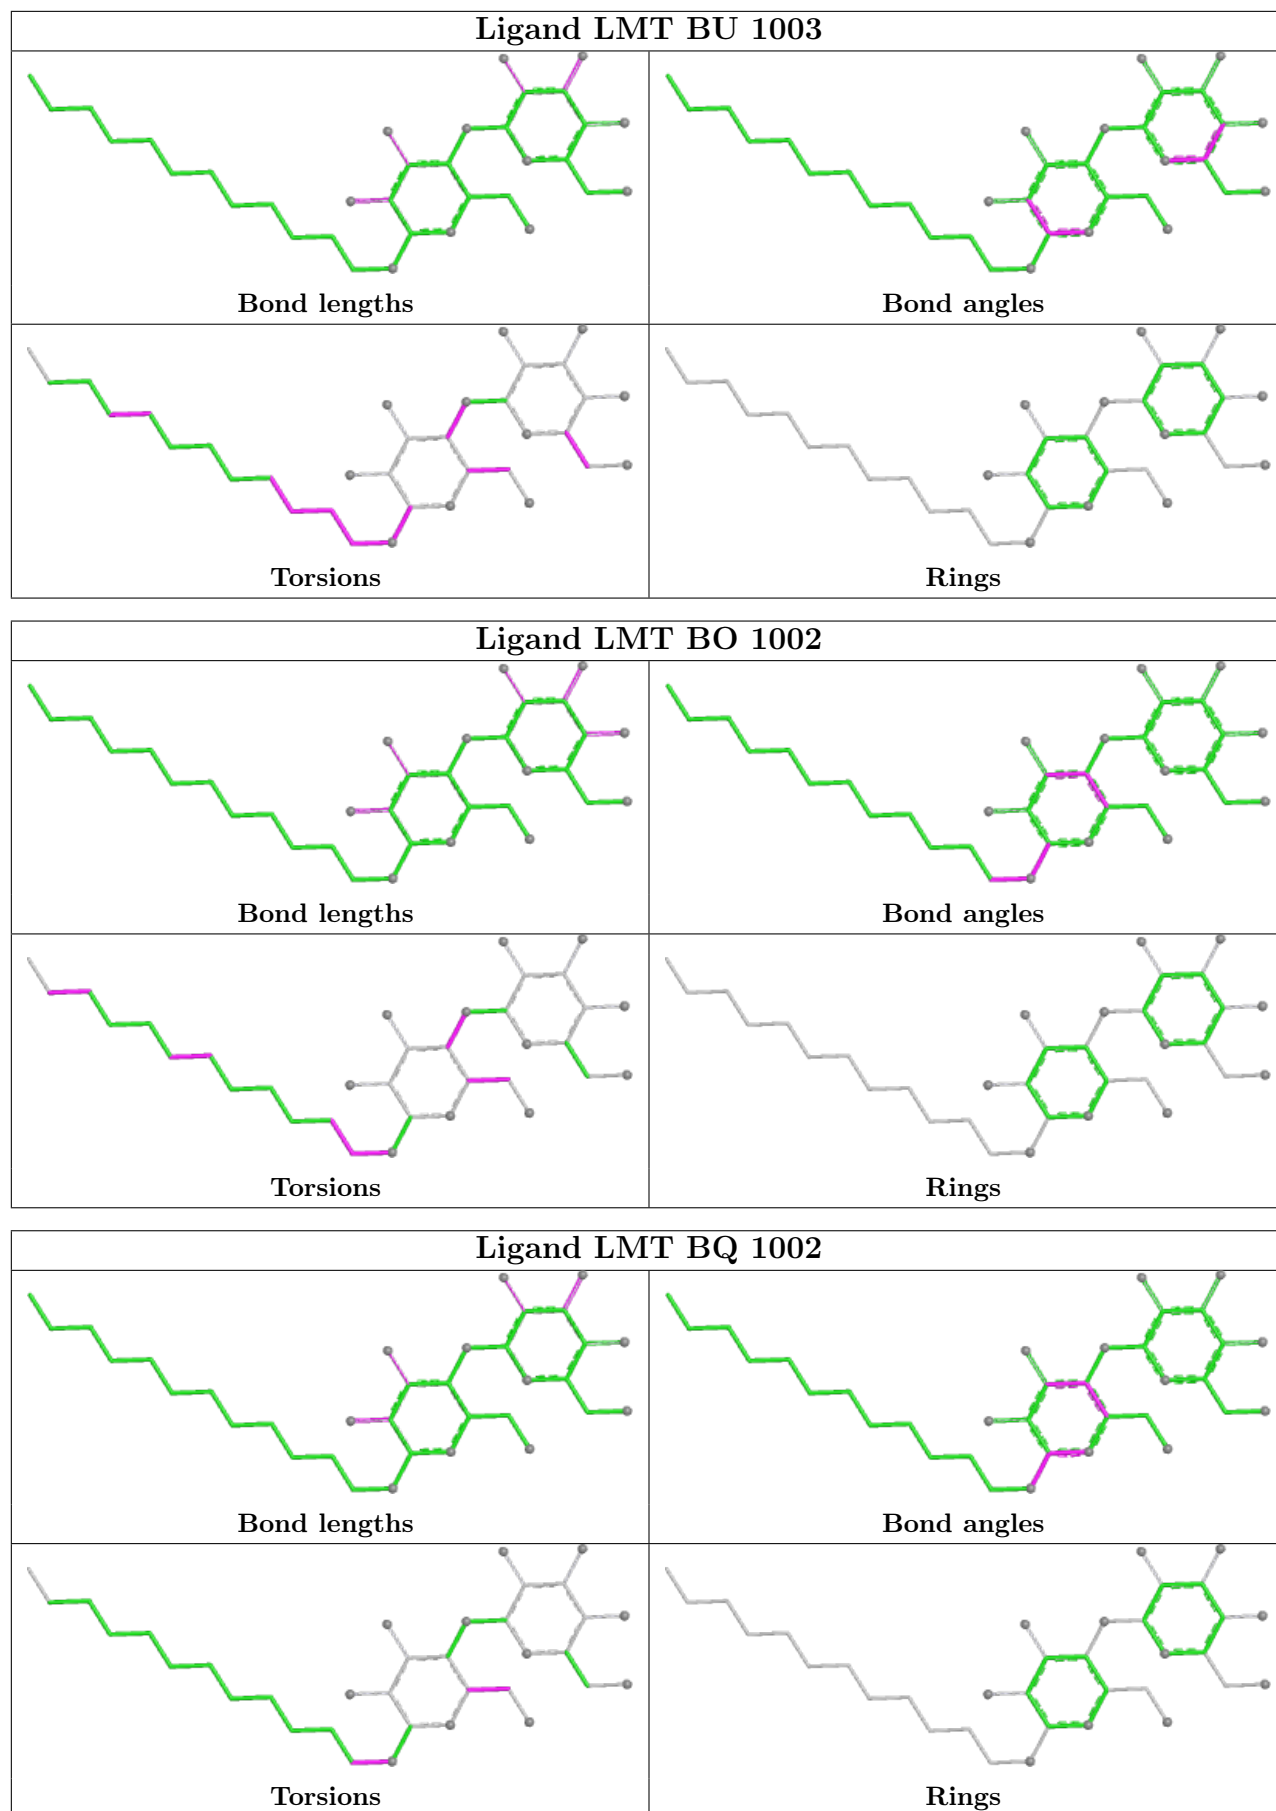 Ligand LMT BU 1003
Bond lengths
Bond angles
Torsions
Rings
Ligand LMT BO 1002
Bond lengths
Bond angles
Torsions
Rings
Ligand LMT BQ 1002
Bond lengths
Bond angles
Torsions
Rings